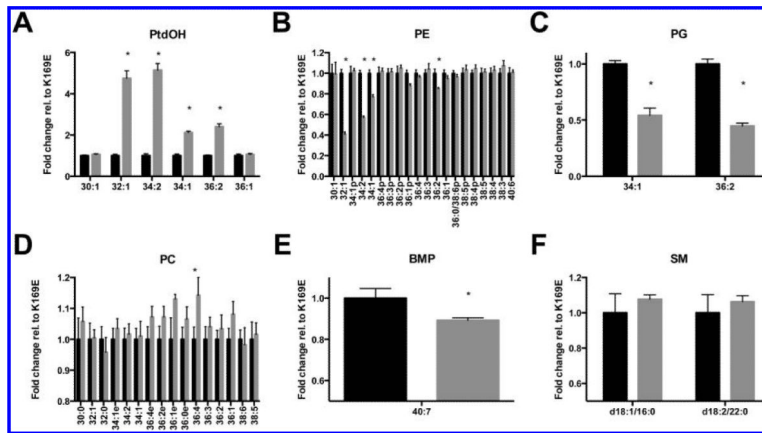 A
PtdOH
Fold change rel. to K169E
8
6
4
2
0
*
*
*
*
30:1 32:1 34:2 34:1 36:2 36:1
B
PE
Fold change rel. to K169E
1.4
1.2
1.0
0.8
0.6
0.4
0.2
0.0
* * * *
30:1
32:1
34:1p
34:2
34:1
36:4p
36:3p
36:2p
36:1p
36:4
36:3
36:2
36:1
36:0/38:6p
38:5p
38:4p
38:5
38:4
38:3
40:6
C
PG
Fold change rel. to K169E
1.5
1.0
0.5
0.0
*
*
34:1 36:2
D
PC
Fold change rel. to K169E
1.2
1.1
1.0
0.9
0.8
*
30:0
32:1
32:0
34:1e
34:2
34:1
36:4e
36:2e
36:1e
36:0e
36:4
36:3
36:2
36:1
38:6
38:5
E
BMP
Fold change rel. to K169E
1.2
1.0
0.8
0.6
*
40:7
F
SM
Fold change rel. to K169E
1.2
1.0
0.8
0.6
d18:1/16:0 d18:2/22:0